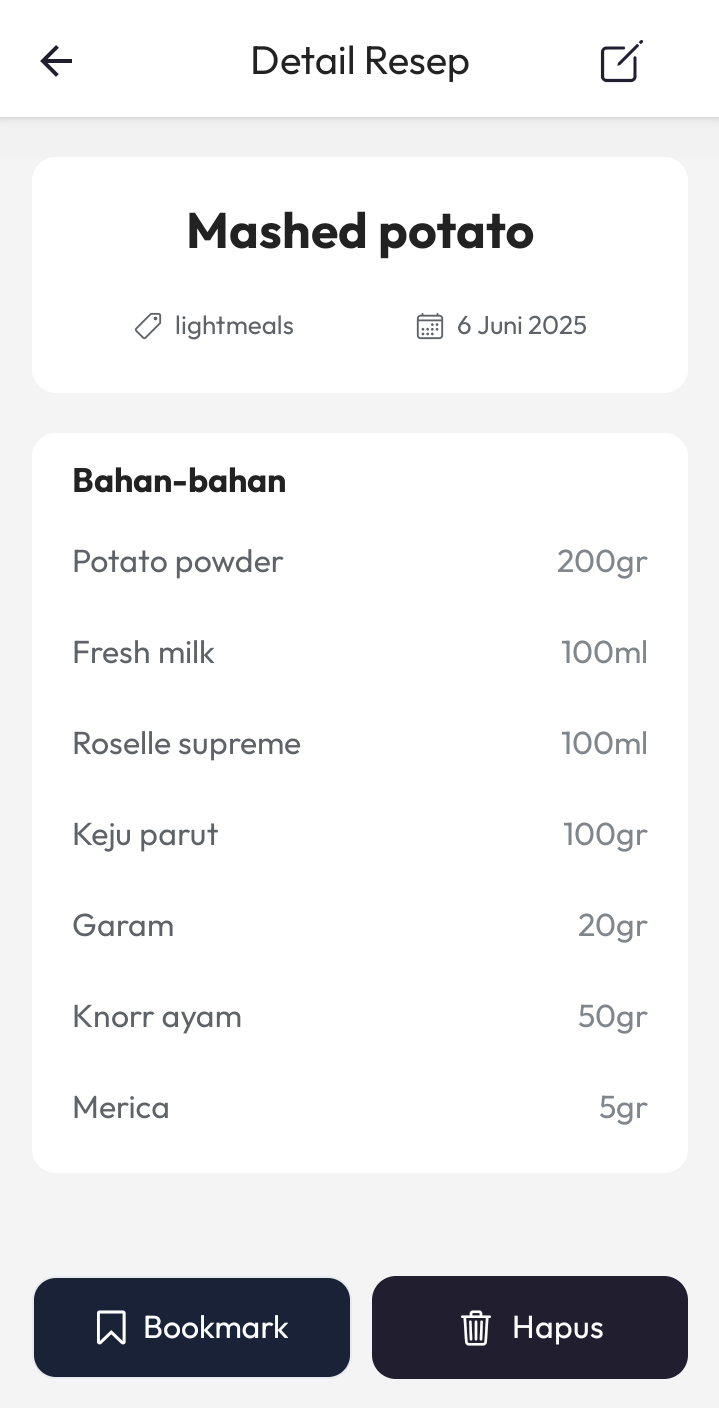 Detail Resep
Mashed potato
lightmeals 6 Juni 2025
Bahan-bahan
Potato powder 200gr
Fresh milk 100ml
Roselle supreme 100ml
Keju parut 100gr
Garam 20gr
Knorr ayam 50gr
Merica 5gr
Bookmark Hapus